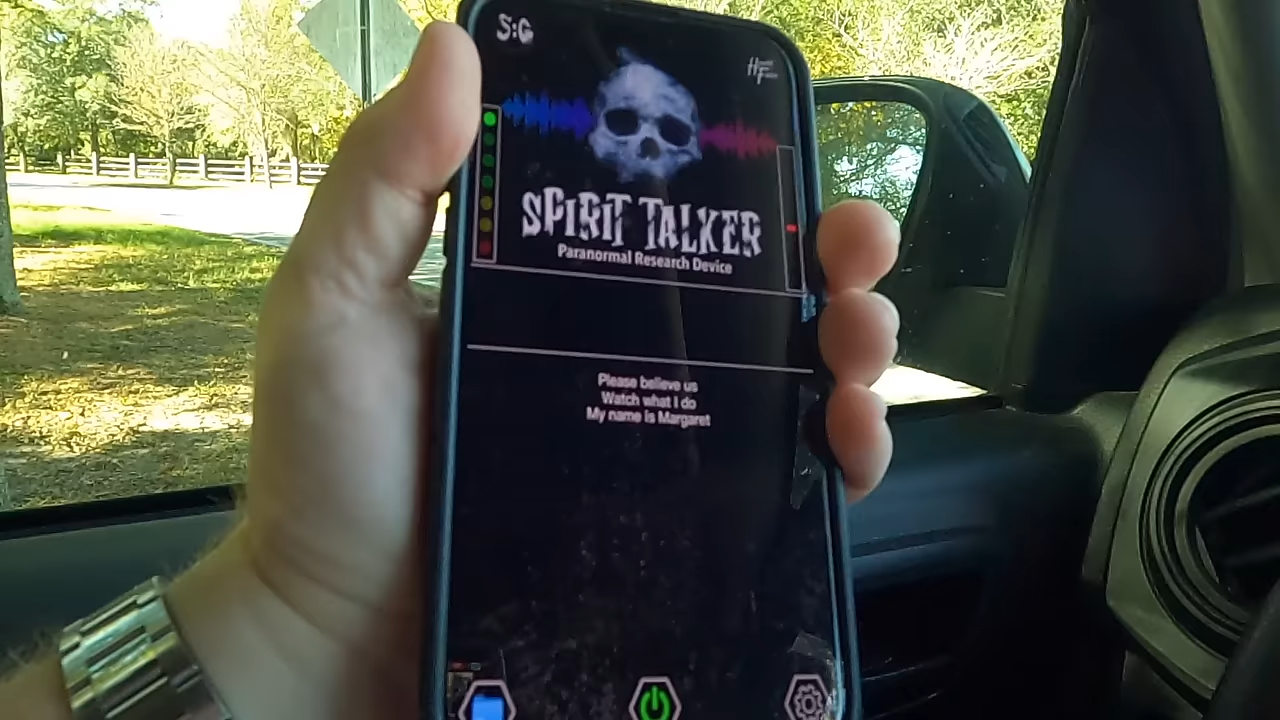 S:G
SPIRIT TALKER
Paranormal Research Device
Please believe us
Watch what I do
My name is Margaret